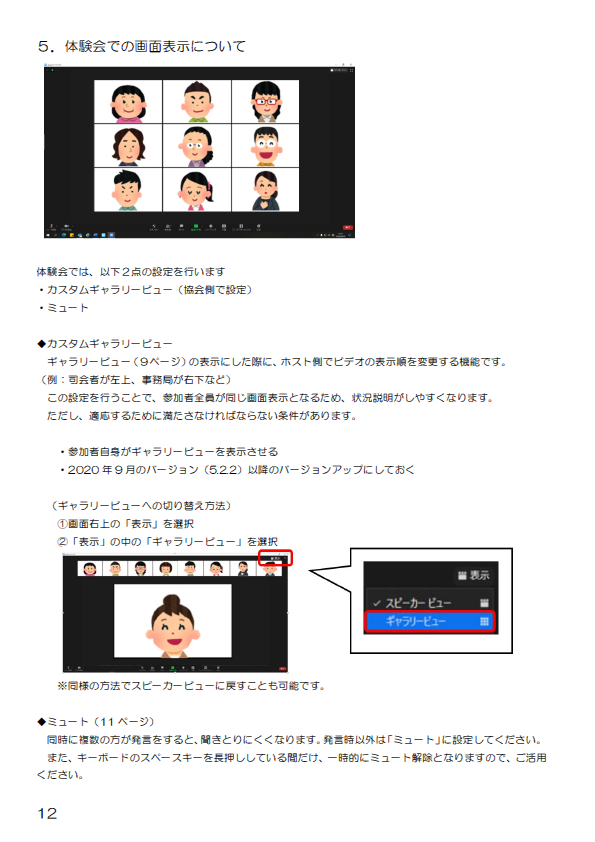 ５．体験会での画面表示について
体験会では、以下２点の設定を行います
・カスタムギャラリービュー（協会側で設定）
・ミュート
◆カスタムギャラリービュー
ギャラリービュー（９ページ）の表示にした際に、ホスト側でビデオの表示順を変更する機能です。
（例：司会者が左上、事務局が右下など）
この設定を行うことで、参加者全員が同じ画面表示となるため、状況説明がしやすくなります。
ただし、適応するために満たさなければならない条件があります。
・参加者自身がギャラリービューを表示させる
・2020 年 9 月のバージョン（5.2.2）以降のバージョンアップにしておく
（ギャラリービューへの切り替え方法）
①画面右上の「表示」を選択
②「表示」の中の「ギャラリービュー」を選択
表示
表示
スピーカー ビュー
ギャラリービュー
※同様の方法でスピーカービューに戻すことも可能です。
◆ミュート（11 ページ）
同時に複数の方が発言をすると、聞きとりにくくなります。発言時以外は「ミュート」に設定してください。
また、キーボードのスペースキーを長押ししている間だけ、一時的にミュート解除となりますので、ご活用
ください。
12